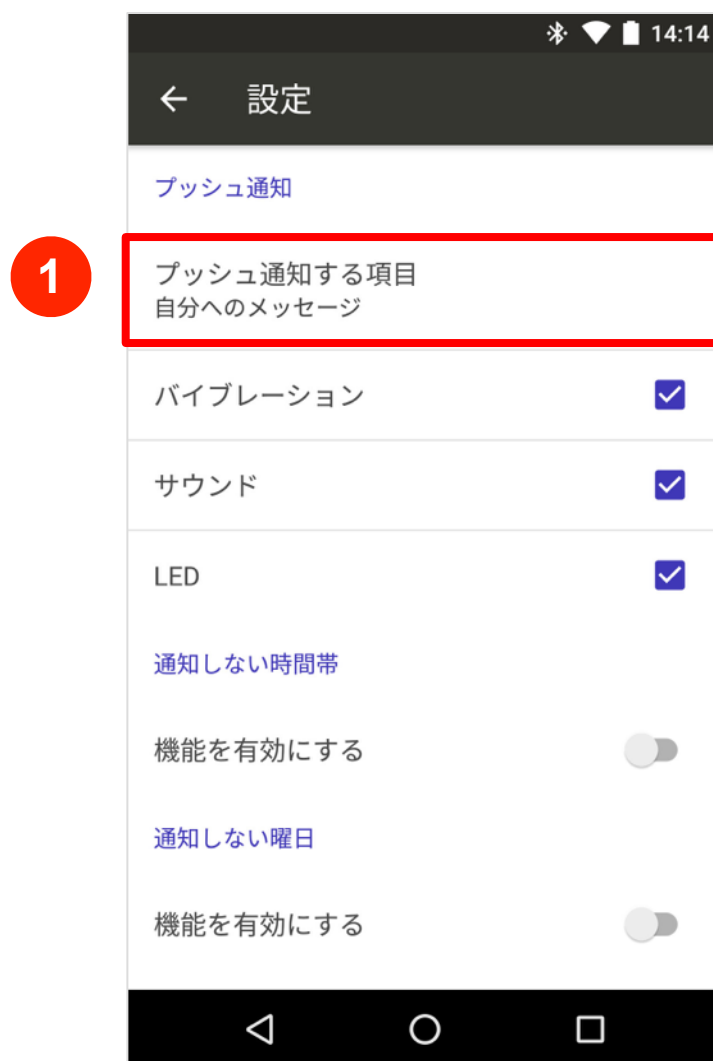 14:14
設定
プッシュ通知
1
プッシュ通知する項目
自分へのメッセージ
バイブレーション
サウンド
LED
通知しない時間帯
機能を有効にする
通知しない曜日
機能を有効にする